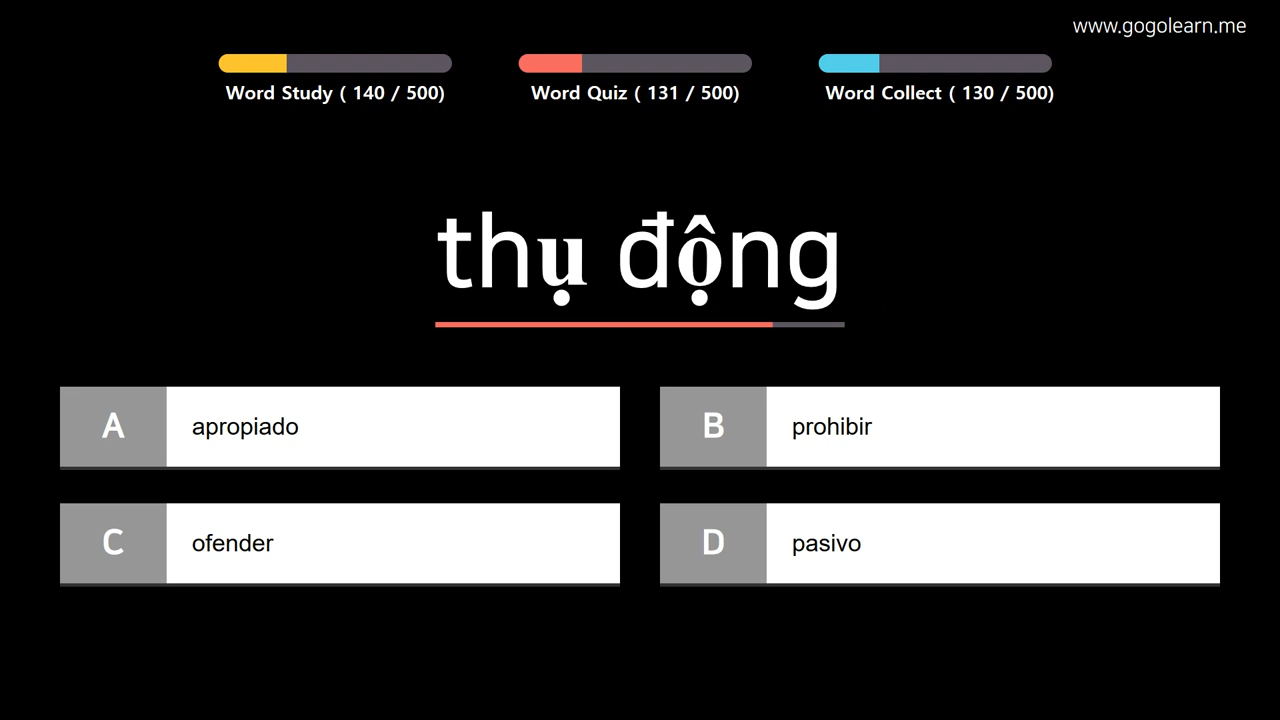 www.gogolearn.me
Word Study ( 140 / 500)
Word Quiz ( 131 / 500)
Word Collect ( 130 / 500)
thụ động
A apropiado
B prohibir
C ofender
D pasivo